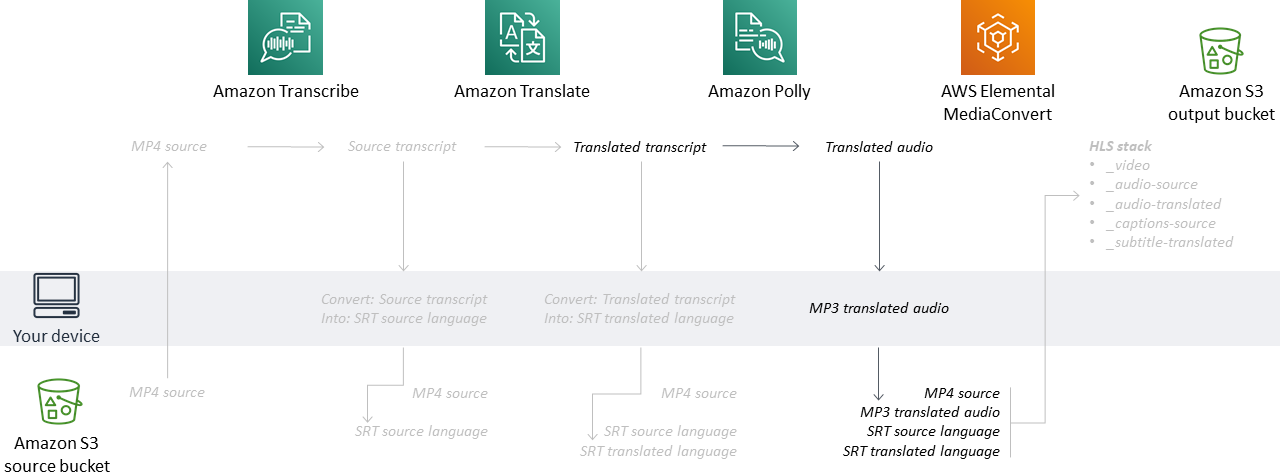 Amazon Transcribe
Amazon Translate
Amazon Polly
AWS Elemental
MediaConvert
Amazon S3
output bucket
MP4 source
Source transcript
Translated transcript
Translated audio
HLS stack
• _video
• _audio-source
• _audio-translated
• _captions-source
• _subtitle-translated
Your device
Convert: Source transcript
Into: SRT source language
Convert: Translated transcript
Into: SRT translated language
MP3 translated audio
Amazon S3
source bucket
MP4 source
MP4 source
SRT source language
MP4 source
SRT source language
SRT translated language
MP4 source
MP3 translated audio
SRT source language
SRT translated language